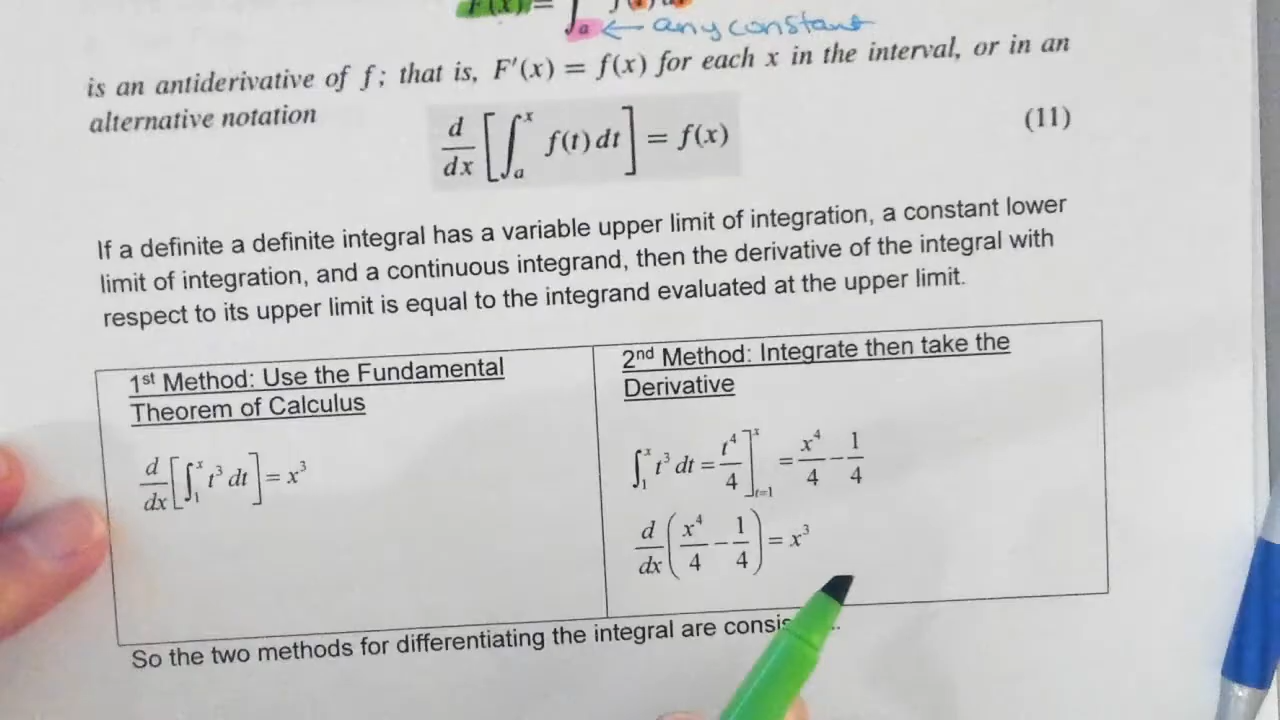 F(x) = ∫a
← any constant
is an antiderivative of f; that is, F′(x) = f(x) for each x in the interval, or in an
alternative notation
d/dx [∫_a^x f(t) dt] = f(x) (11)
If a definite a definite integral has a variable upper limit of integration, a constant lower
limit of integration, and a continuous integrand, then the derivative of the integral with
respect to its upper limit is equal to the integrand evaluated at the upper limit.
1st Method: Use the Fundamental
Theorem of Calculus
d/dx [∫_1^x t³ dt] = x³
2nd Method: Integrate then take the
Derivative
∫_1^x t³ dt = t⁴/4 ]_{t=1}^x = x⁴/4 − 1/4
d/dx (x⁴/4 − 1/4) = x³
So the two methods for differentiating the integral are